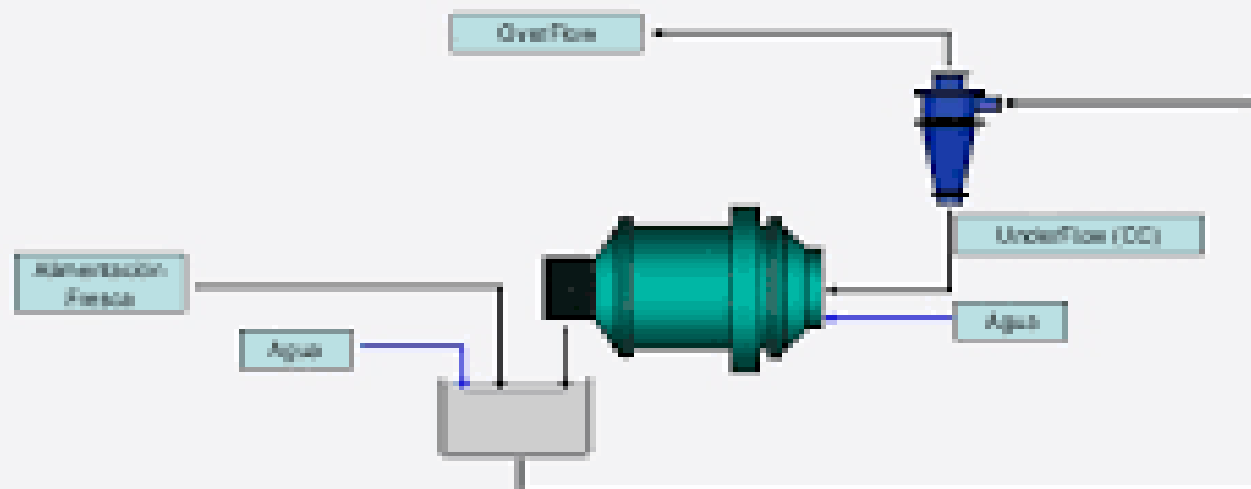 OverFlow
UnderFlow (CC)
Alimentación
Fresca
Agua
Agua